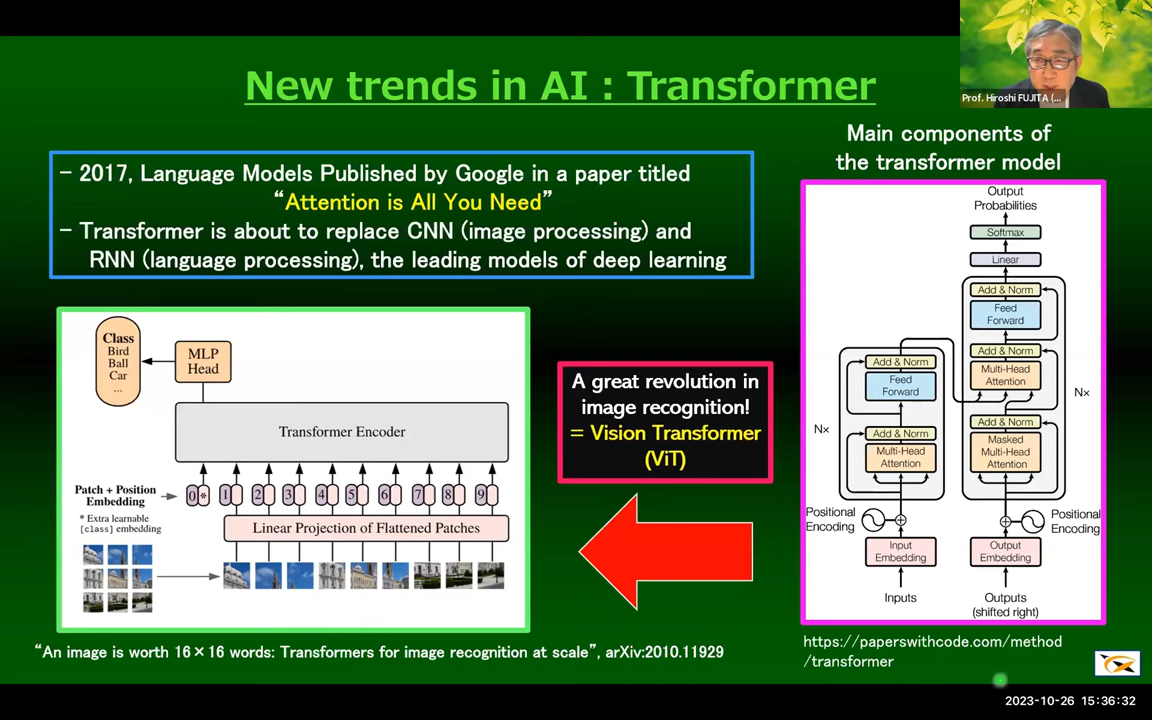 New trends in AI : Transformer
Prof. Hiroshi FUJITA (...
− 2017, Language Models Published by Google in a paper titled
“Attention is All You Need”
− Transformer is about to replace CNN (image processing) and
RNN (language processing), the leading models of deep learning
Main components of
the transformer model
Class
Bird
Ball
Car
...
MLP
Head
Transformer Encoder
Patch + Position
Embedding
* Extra learnable
[class] embedding
0 * 1 2 3 4 5 6 7 8 9
Linear Projection of Flattened Patches
A great revolution in
image recognition!
= Vision Transformer
(ViT)
Output
Probabilities
Softmax
Linear
Add & Norm
Feed
Forward
Add & Norm
Multi-Head
Attention
Add & Norm
Masked
Multi-Head
Attention
N×
Add & Norm
Feed
Forward
N×
Add & Norm
Multi-Head
Attention
Positional
Encoding
Positional
Encoding
Input
Embedding
Output
Embedding
Inputs
Outputs
(shifted right)
“An image is worth 16×16 words: Transformers for image recognition at scale”, arXiv:2010.11929
https://paperswithcode.com/method
/transformer
2023-10-26 15:36:32